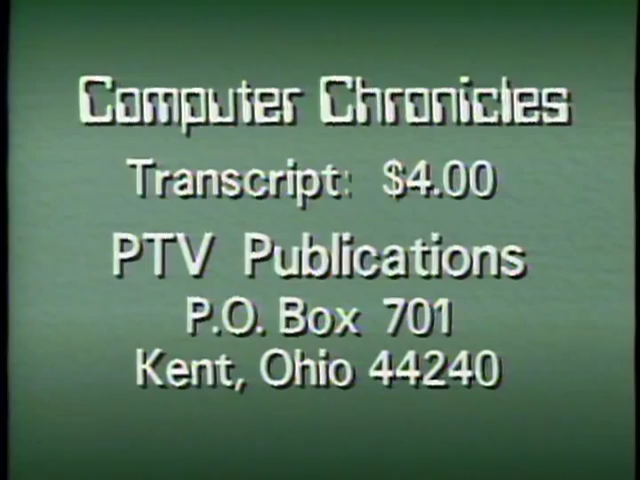 Computer Chronicles
Transcript: $4.00
PTV Publications
P.O. Box 701
Kent, Ohio 44240